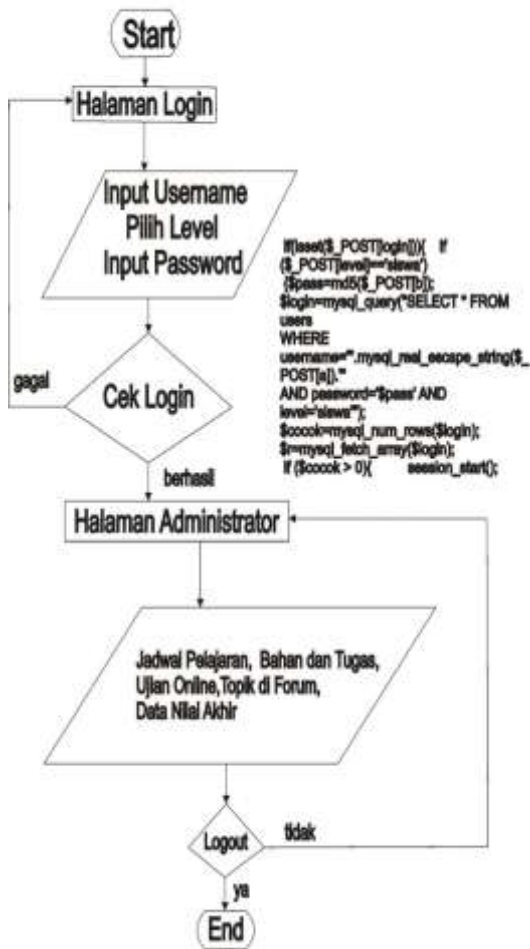 Start
Halaman Login
Input Username
Pilih Level
Input Password
If(Isset($_POST[login])){ If
($_POST[level]=='siswa')
{$pass=md5($_POST[b]);
$login=mysql_query("SELECT * FROM
users
WHERE
username='".mysql_real_escape_string($_
POST[a])."'
AND password='$pass' AND
level='siswa'");
$cocok=mysql_num_rows($login);
$r=mysql_fetch_array($login);
If ($cocok > 0){ session_start();
gagal
Cek Login
berhasil
Halaman Administrator
Jadwal Pelajaran, Bahan dan Tugas,
Ujian Online,Topik di Forum,
Data Nilai Akhir
Logout
tidak
ya
End